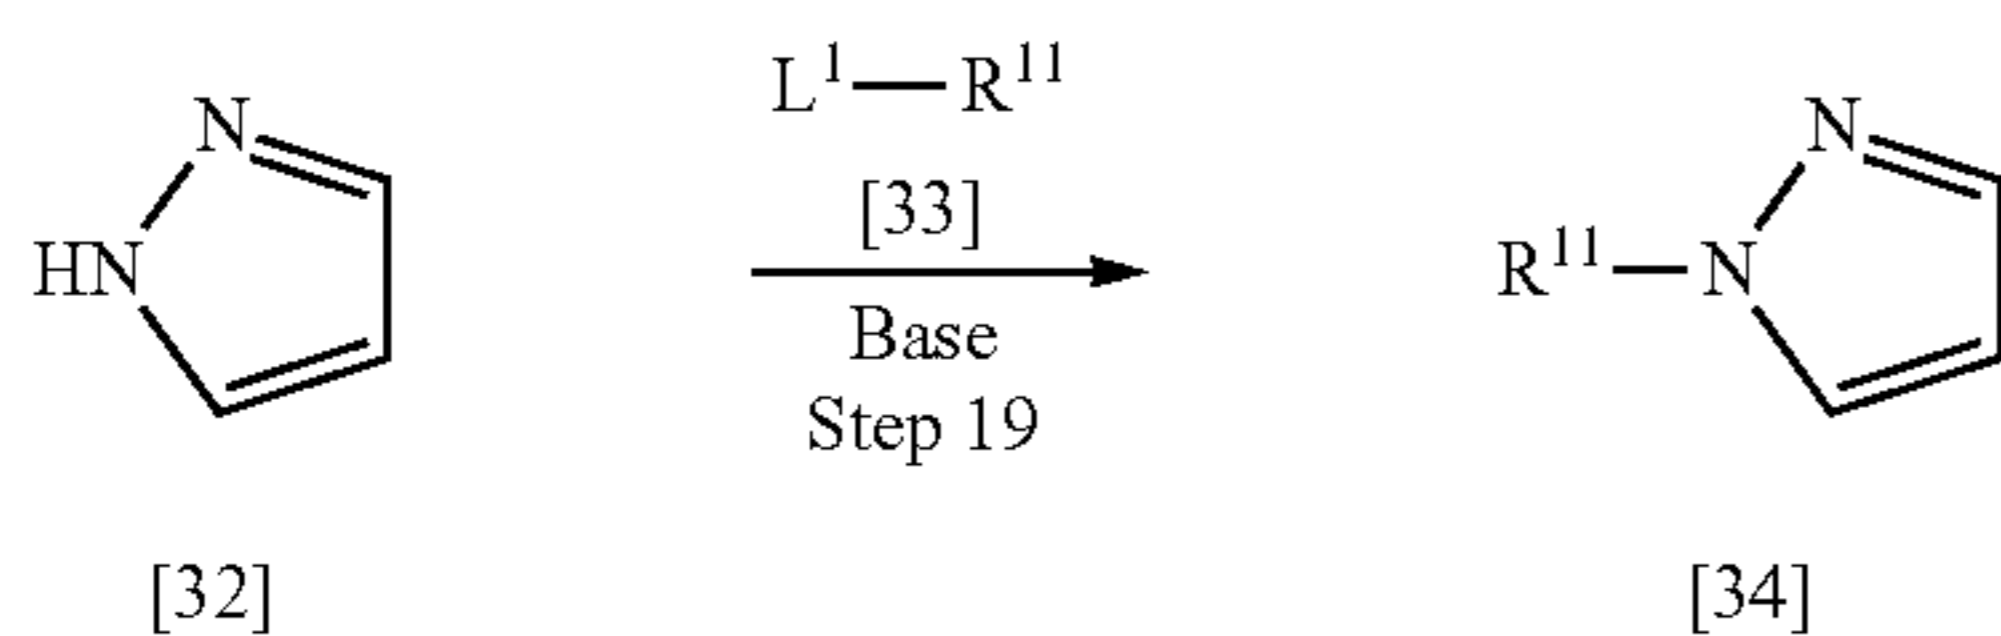 L¹—R¹¹
N
HN
[33]
Base
Step 19
N
R¹¹—N
[32]
[34]